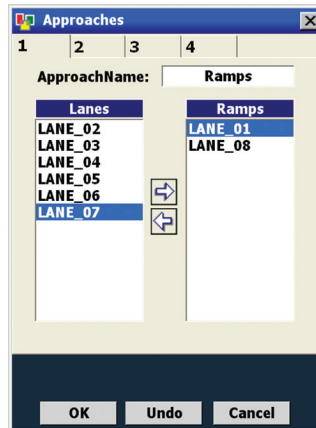 Approaches
1 2 3 4
ApproachName: Ramps
Lanes
LANE_02
LANE_03
LANE_04
LANE_05
LANE_06
LANE_07
Ramps
LANE_01
LANE_08
OK Undo Cancel